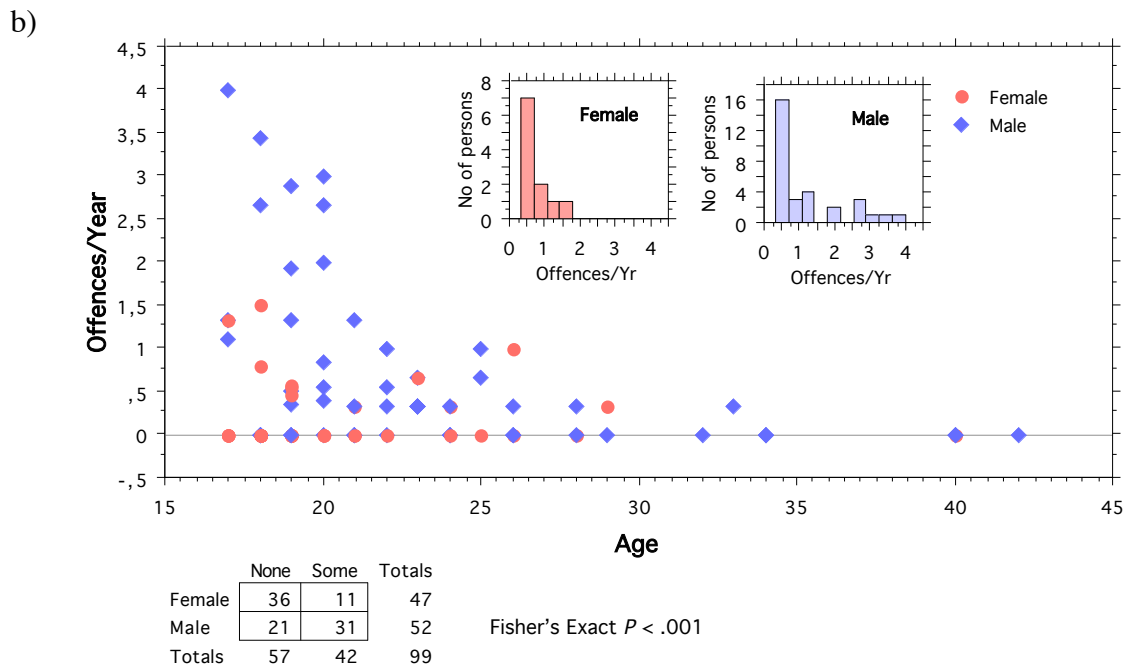 b)
4,5
4
3,5
3
2,5
2
1,5
1
,5
0
-,5
Offences/Year
15 20 25 30 35 40 45
Age
8
6
4
2
0
No of persons
Female
0 1 2 3 4
Offences/Yr
16
12
8
4
0
No of persons
Male
0 1 2 3 4
Offences/Yr
Female
Male
None Some Totals
Female 36 11 47
Male 21 31 52
Totals 57 42 99
Fisher's Exact P < .001